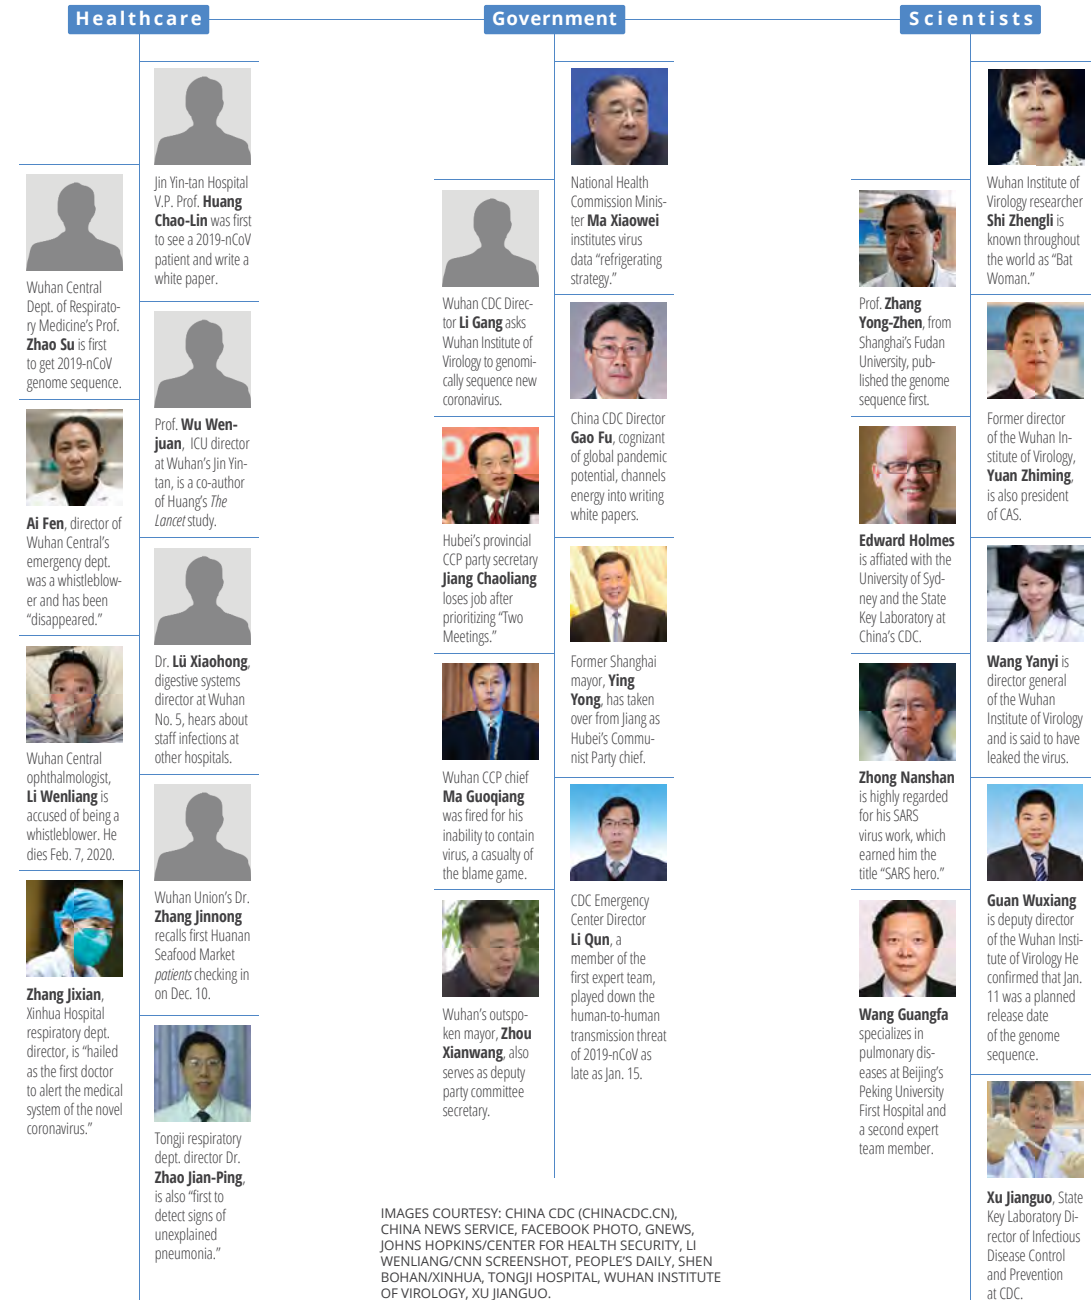 Healthcare
Government
Scientists
Jin Yin-tan Hospital
V.P. Prof. Huang
Chao-Lin was first
to see a 2019-nCoV
patient and write a
white paper.
Wuhan Central
Dept. of Respirato-
ry Medicine's Prof.
Zhao Su is first
to get 2019-nCoV
genome sequence.
Prof. Wu Wen-
juan, ICU director
at Wuhan's Jin Yin-
tan, is a co-author
of Huang's The
Lancet study.
Ai Fen, director of
Wuhan Central's
emergency dept.
was a whistleblow-
er and has been
"disappeared."
Dr. Lü Xiaohong,
digestive systems
director at Wuhan
No. 5, hears about
staff infections at
other hospitals.
Wuhan Central
ophthalmologist,
Li Wenliang is
accused of being a
whistleblower. He
dies Feb. 7, 2020.
Wuhan Union's Dr.
Zhang Jinnong
recalls first Huanan
Seafood Market
patients checking in
on Dec. 10.
Zhang Jixian,
Xinhua Hospital
respiratory dept.
director, is "hailed
as the first doctor
to alert the medical
system of the novel
coronavirus."
Tongji respiratory
dept. director Dr.
Zhao Jian-Ping,
is also "first to
detect signs of
unexplained
pneumonia."
National Health
Commission Minis-
ter Ma Xiaowei
institutes virus
data "refrigerating
strategy."
Wuhan CDC Direc-
tor Li Gang asks
Wuhan Institute of
Virology to genomi-
cally sequence new
coronavirus.
China CDC Director
Gao Fu, cognizant
of global pandemic
potential, channels
energy into writing
white papers.
Hubei's provincial
CCP party secretary
Jiang Chaoliang
loses job after
prioritizing "Two
Meetings."
Former Shanghai
mayor, Ying
Yong, has taken
over from Jiang as
Hubei's Commu-
nist Party chief.
Wuhan CCP chief
Ma Guoqiang
was fired for his
inability to contain
virus, a casualty of
the blame game.
CDC Emergency
Center Director
Li Qun, a
member of the
first expert team,
played down the
human-to-human
transmission threat
of 2019-nCoV as
late as Jan. 15.
Wuhan's outspo-
ken mayor, Zhou
Xianwang, also
serves as deputy
party committee
secretary.
Wuhan Institute of
Virology researcher
Shi Zhengli is
known throughout
the world as "Bat
Woman."
Prof. Zhang
Yong-Zhen, from
Shanghai's Fudan
University, pub-
lished the genome
sequence first.
Former director
of the Wuhan In-
stitute of Virology,
Yuan Zhiming,
is also president
of CAS.
Edward Holmes
is affiated with the
University of Syd-
ney and the State
Key Laboratory at
China's CDC.
Wang Yanyi is
director general
of the Wuhan
Institute of Virology
and is said to have
leaked the virus.
Zhong Nanshan
is highly regarded
for his SARS
virus work, which
earned him the
title "SARS hero."
Guan Wuxiang
is deputy director
of the Wuhan Insti-
tute of Virology He
confirmed that Jan.
11 was a planned
release date
of the genome
sequence.
Wang Guangfa
specializes in
pulmonary dis-
eases at Beijing's
Peking University
First Hospital and
a second expert
team member.
Xu Jianguo, State
Key Laboratory Di-
rector of Infectious
Disease Control
and Prevention
at CDC.
IMAGES COURTESY: CHINA CDC (CHINACDC.CN),
CHINA NEWS SERVICE, FACEBOOK PHOTO, GNEWS,
JOHNS HOPKINS/CENTER FOR HEALTH SECURITY, LI
WENLIANG/CNN SCREENSHOT, PEOPLE'S DAILY, SHEN
BOHAN/XINHUA, TONGJI HOSPITAL, WUHAN INSTITUTE
OF VIROLOGY, XU JIANGUO.